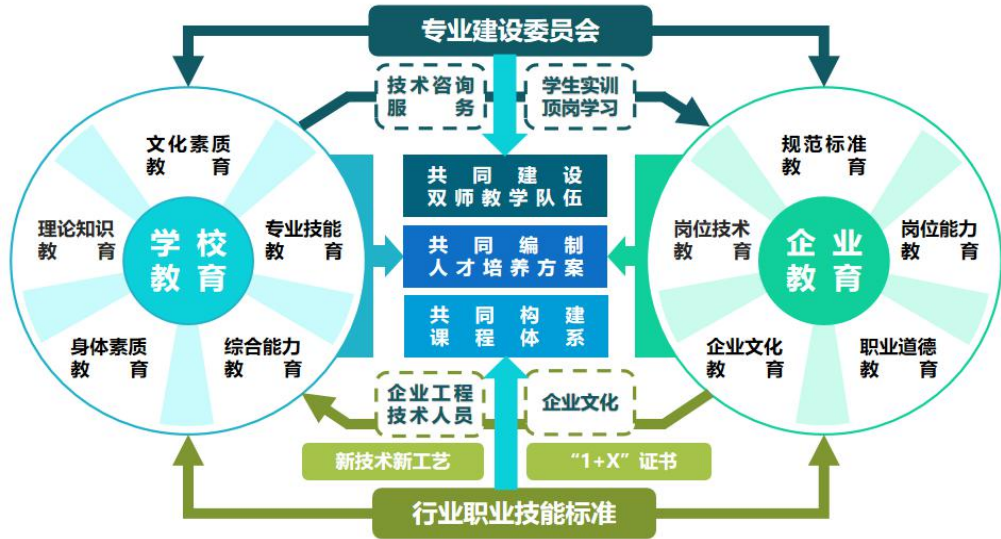 专业建设委员会
技术咨询
服务
学生实训
顶岗学习
文化素质
教育
理论知识
教育
专业技能
教育
学校
教育
身体素质
教育
综合能力
教育
共同建设
双师教学队伍
共同编制
人才培养方案
共同构建
课程体系
规范标准
教育
岗位技术
教育
岗位能力
教育
企业
教育
企业文化
教育
职业道德
教育
企业工程
技术人员
企业文化
新技术新工艺
“1+X”证书
行业职业技能标准